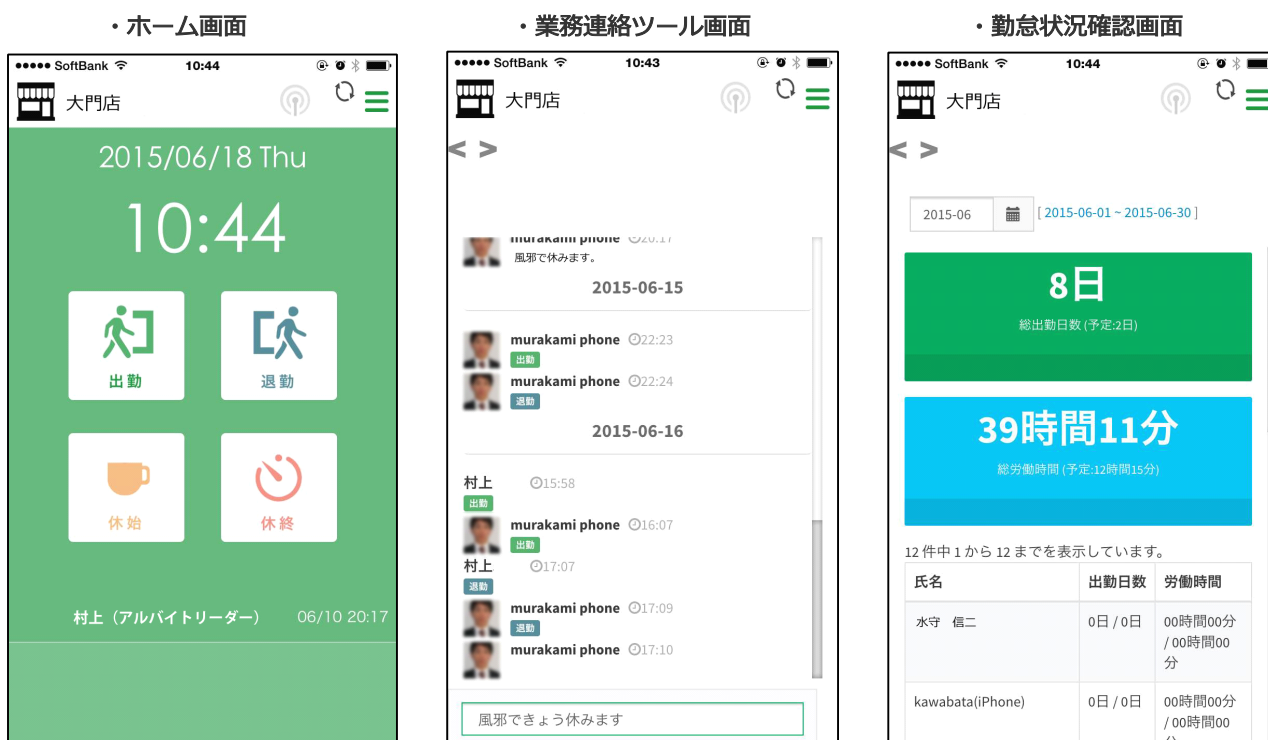 ・ホーム画面
●●●●● SoftBank 10:44
大門店
2015/06/18 Thu
10:44
出勤
退勤
休始
休終
村上（アルバイトリーダー） 06/10 20:17
・業務連絡ツール画面
●●●●● SoftBank 10:43
大門店
< >
murakami phone 20:17
風邪で休みます。
2015-06-15
murakami phone 22:23
出勤
murakami phone 22:24
退勤
2015-06-16
村上 15:58
出勤
murakami phone 16:07
出勤
村上 17:07
退勤
murakami phone 17:09
退勤
murakami phone 17:10
風邪できょう休みます
・勤怠状況確認画面
●●●●● SoftBank 10:44
大門店
< >
2015-06 [ 2015-06-01 ~ 2015-06-30 ]
8日
総出勤日数 (予定:2日)
39時間11分
総労働時間 (予定:12時間15分)
12 件中 1 から 12 までを表示しています。
氏名 出勤日数 労働時間
水守　信二 0日 / 0日 00時間00分
/ 00時間00
分
kawabata(iPhone) 0日 / 0日 00時間00分
/ 00時間00